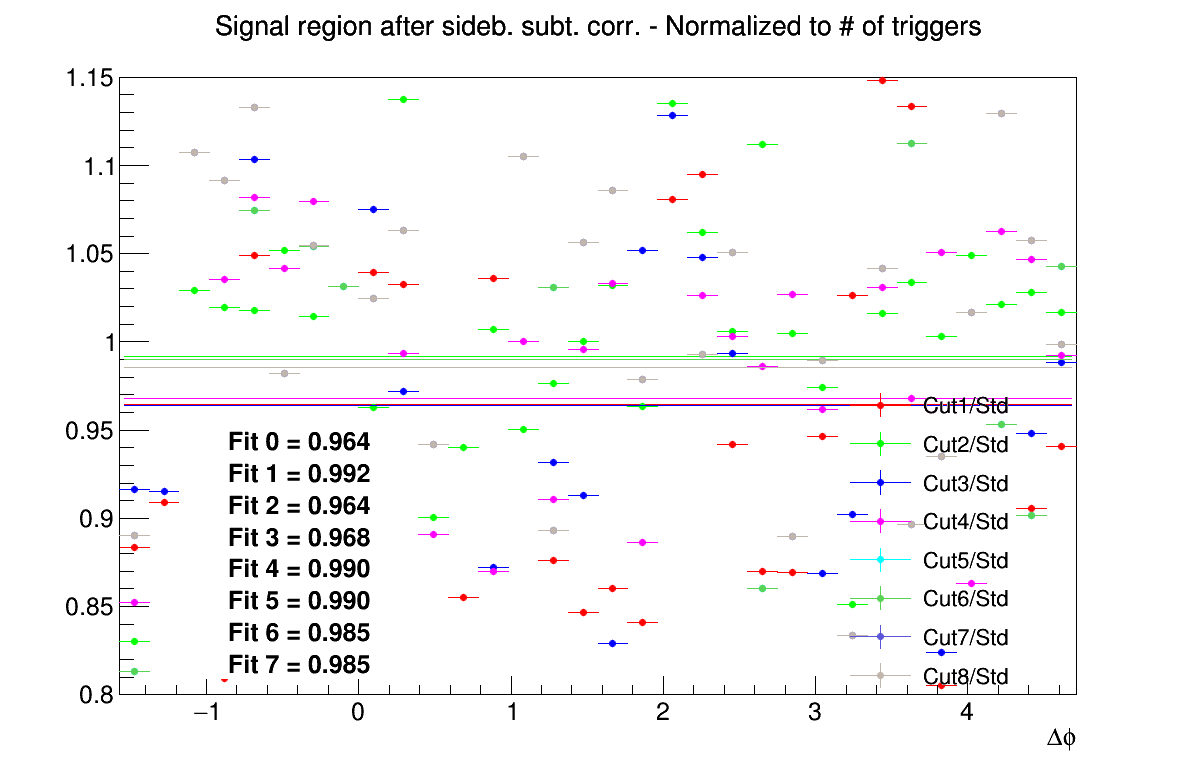 Signal region after sideb. subt. corr. - Normalized to # of triggers
1.15
1.1
1.05
1
0.95
0.9
0.85
0.8
Fit 0 = 0.964
Fit 1 = 0.992
Fit 2 = 0.964
Fit 3 = 0.968
Fit 4 = 0.990
Fit 5 = 0.990
Fit 6 = 0.985
Fit 7 = 0.985
Cut1/Std
Cut2/Std
Cut3/Std
Cut4/Std
Cut5/Std
Cut6/Std
Cut7/Std
Cut8/Std
−1 0 1 2 3 4
Δϕ